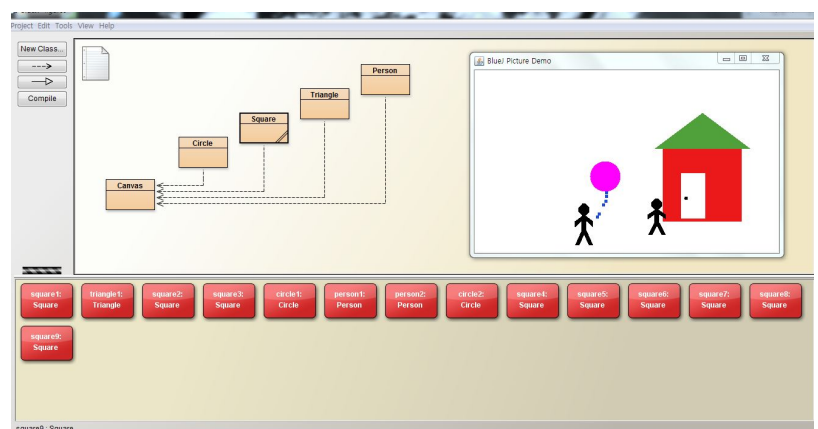 Project Edit Tools View Help
New Class...
Compile
Person
Triangle
Square
Circle
Canvas
BlueJ Picture Demo
square1:
Square
triangle1:
Triangle
square2:
Square
square3:
Square
circle1:
Circle
person1:
Person
person2:
Person
circle2:
Circle
square4:
Square
square5:
Square
square6:
Square
square7:
Square
square8:
Square
square9:
Square
square9 : Square